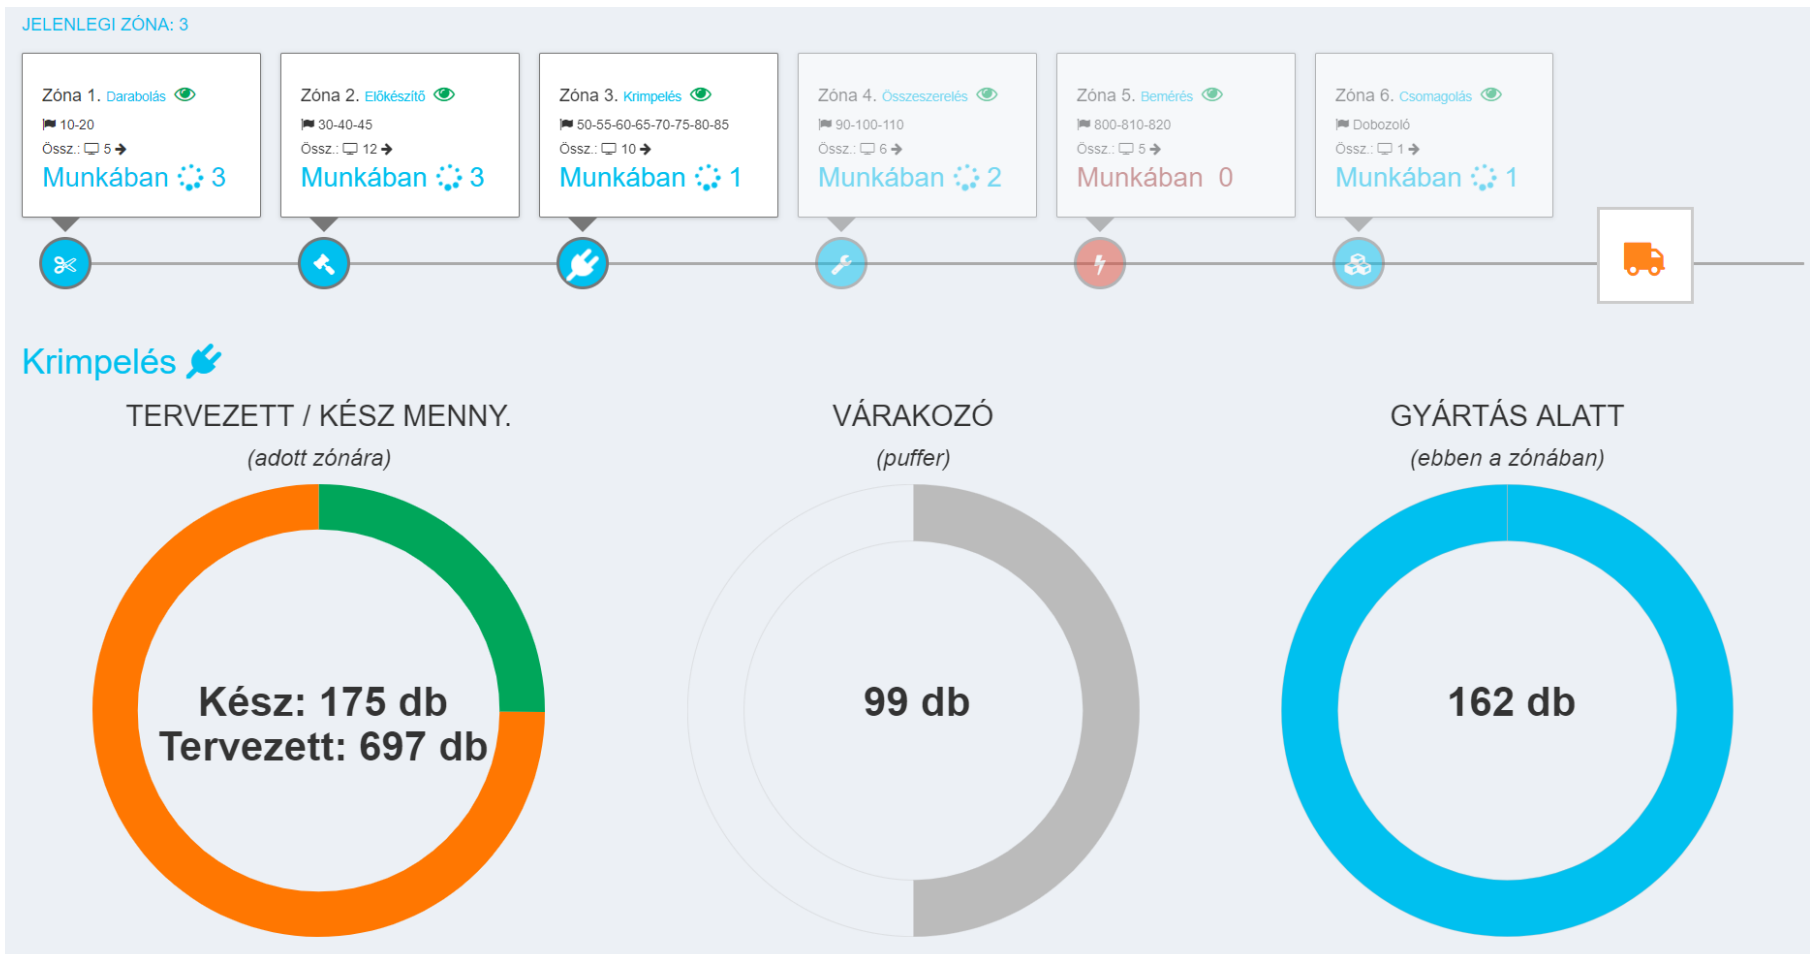 JELENLEGI ZÓNA: 3
Zóna 1. Darabolás
10-20
Össz.: 5
Munkában 3
Zóna 2. Előkészítő
30-40-45
Össz.: 12
Munkában 3
Zóna 3. Krimpelés
50-55-60-65-70-75-80-85
Össz.: 10
Munkában 1
Zóna 4. Összeszerelés
90-100-110
Össz.: 6
Munkában 2
Zóna 5. Bemérés
800-810-820
Össz.: 5
Munkában 0
Zóna 6. Csomagolás
Dobozoló
Össz.: 1
Munkában 1
Krimpelés
TERVEZETT / KÉSZ MENNY.
(adott zónára)
Kész: 175 db
Tervezett: 697 db
VÁRAKOZÓ
(puffer)
99 db
GYÁRTÁS ALATT
(ebben a zónában)
162 db